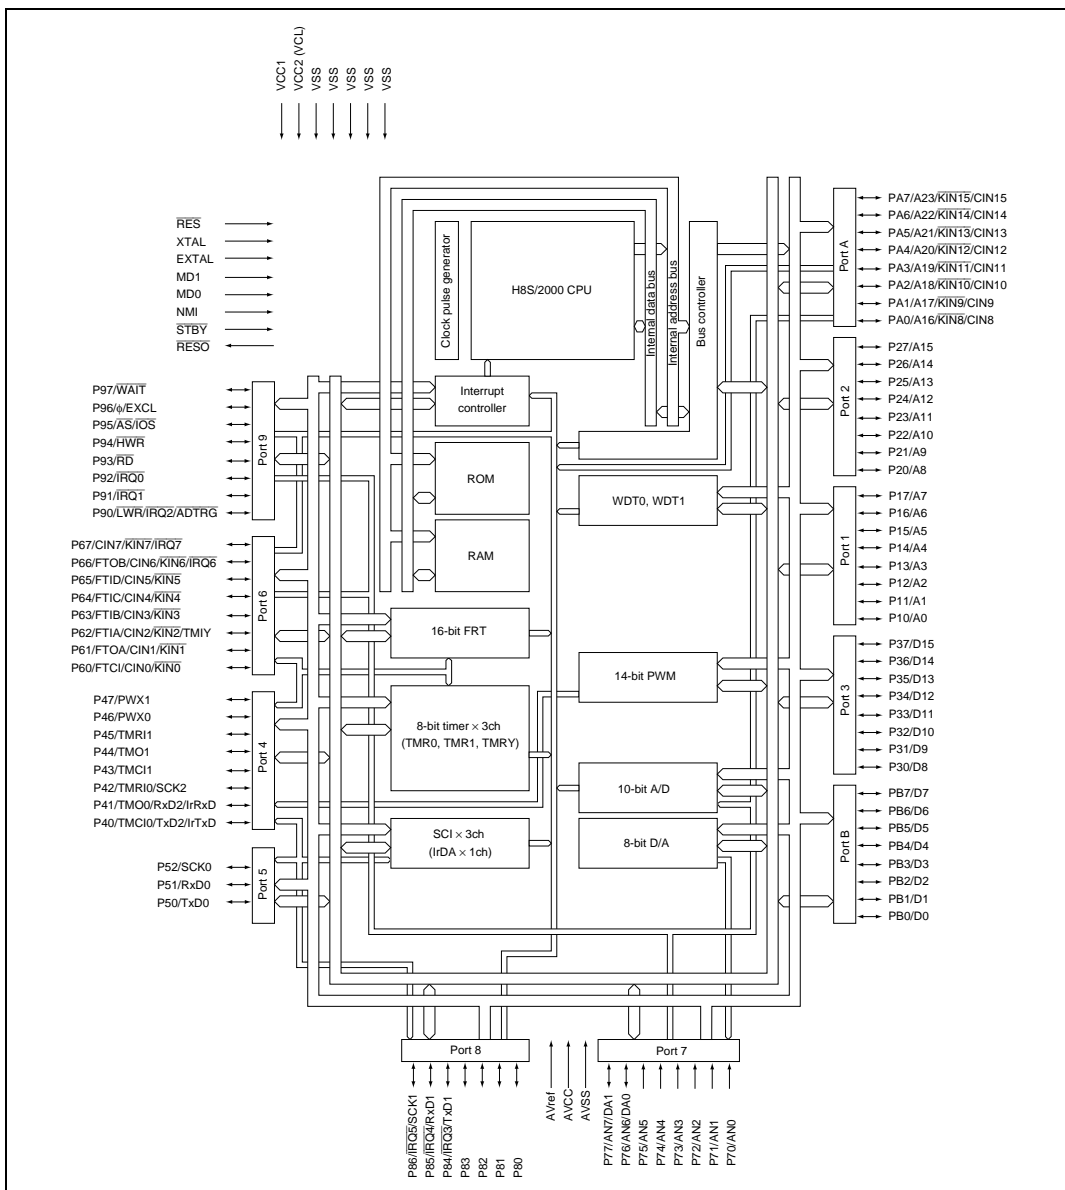 VCC1
VCC2 (VCL)
VSS
VSS
VSS
VSS
VSS
RES
XTAL
EXTAL
MD1
MD0
NMI
STBY
RESO
Clock pulse generator
H8S/2000 CPU
Internal data bus
Internal address bus
Bus controller
Interrupt
controller
ROM
RAM
WDT0, WDT1
16-bit FRT
14-bit PWM
8-bit timer × 3ch
(TMR0, TMR1, TMRY)
10-bit A/D
SCI × 3ch
(IrDA × 1ch)
8-bit D/A
P97/WAIT
P96/φ/EXCL
P95/AS/IOS
P94/HWR
P93/RD
P92/IRQ0
P91/IRQ1
P90/LWR/IRQ2/ADTRG
Port 9
P67/CIN7/KIN7/IRQ7
P66/FTOB/CIN6/KIN6/IRQ6
P65/FTID/CIN5/KIN5
P64/FTIC/CIN4/KIN4
P63/FTIB/CIN3/KIN3
P62/FTIA/CIN2/KIN2/TMIY
P61/FTOA/CIN1/KIN1
P60/FTCI/CIN0/KIN0
Port 6
P47/PWX1
P46/PWX0
P45/TMRI1
P44/TMO1
P43/TMCI1
P42/TMRI0/SCK2
P41/TMO0/RxD2/IrRxD
P40/TMCI0/TxD2/IrTxD
Port 4
P52/SCK0
P51/RxD0
P50/TxD0
Port 5
Port A
PA7/A23/KIN15/CIN15
PA6/A22/KIN14/CIN14
PA5/A21/KIN13/CIN13
PA4/A20/KIN12/CIN12
PA3/A19/KIN11/CIN11
PA2/A18/KIN10/CIN10
PA1/A17/KIN9/CIN9
PA0/A16/KIN8/CIN8
Port 2
P27/A15
P26/A14
P25/A13
P24/A12
P23/A11
P22/A10
P21/A9
P20/A8
Port 1
P17/A7
P16/A6
P15/A5
P14/A4
P13/A3
P12/A2
P11/A1
P10/A0
Port 3
P37/D15
P36/D14
P35/D13
P34/D12
P33/D11
P32/D10
P31/D9
P30/D8
Port B
PB7/D7
PB6/D6
PB5/D5
PB4/D4
PB3/D3
PB2/D2
PB1/D1
PB0/D0
Port 8
P86/IRQ5/SCK1
P85/IRQ4/RxD1
P84/IRQ3/TxD1
P83
P82
P81
P80
AVref
AVCC
AVSS
Port 7
P77/AN7/DA1
P76/AN6/DA0
P75/AN5
P74/AN4
P73/AN3
P72/AN2
P71/AN1
P70/AN0